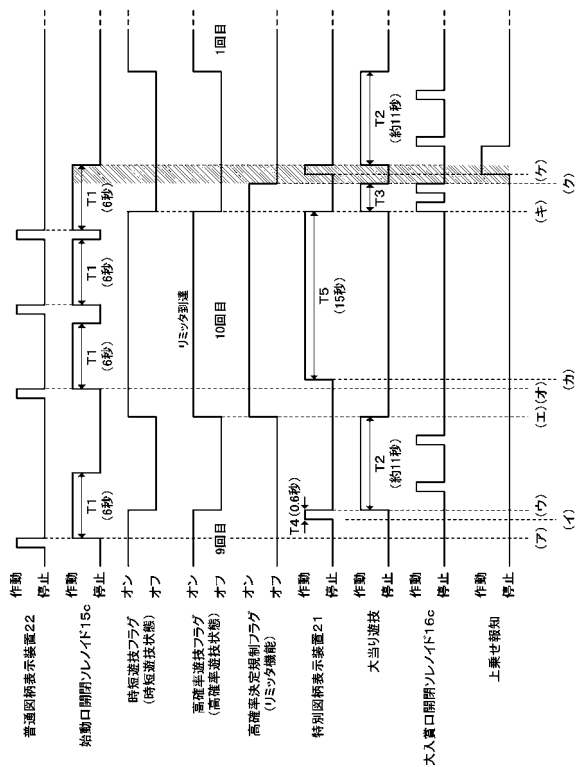 普通図柄表示装置22
作動
停止
始動口開閉ソレノイド15c
作動
停止
T1
(6秒)
T1
(6秒)
T1
(6秒)
T1
(6秒)
時短遊技フラグ
(時短遊技状態)
オン
オフ
高確率遊技フラグ
(高確率遊技状態)
オン
オフ
9回目
リミッタ到達
10回目
1回目
高確率決定規制フラグ
(リミッタ機能)
オン
オフ
特別図柄表示装置21
作動
停止
T4(0.6秒)
T5
(15秒)
大当り遊技
作動
停止
T2
(約11秒)
T3
T2
(約11秒)
大入賞口開閉ソレノイド16c
作動
停止
上乗せ報知
作動
停止
(ア)
(イ)
(ウ)
(エ)
(オ)
(カ)
(キ)
(ク)
(ケ)